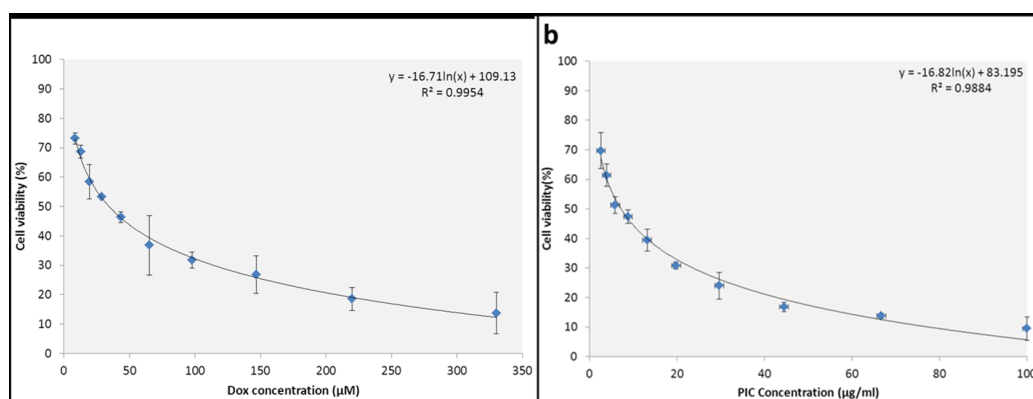 100
90
80
70
60
50
40
30
20
10
0
Cell viability (%)
y = -16.71ln(x) + 109.13
R² = 0.9954
0 50 100 150 200 250 300 350
Dox concentration (µM)
b
100
90
80
70
60
50
40
30
20
10
0
Cell viability(%)
y = -16.82ln(x) + 83.195
R² = 0.9884
0 20 40 60 80 100
PIC Concentration (µg/ml)